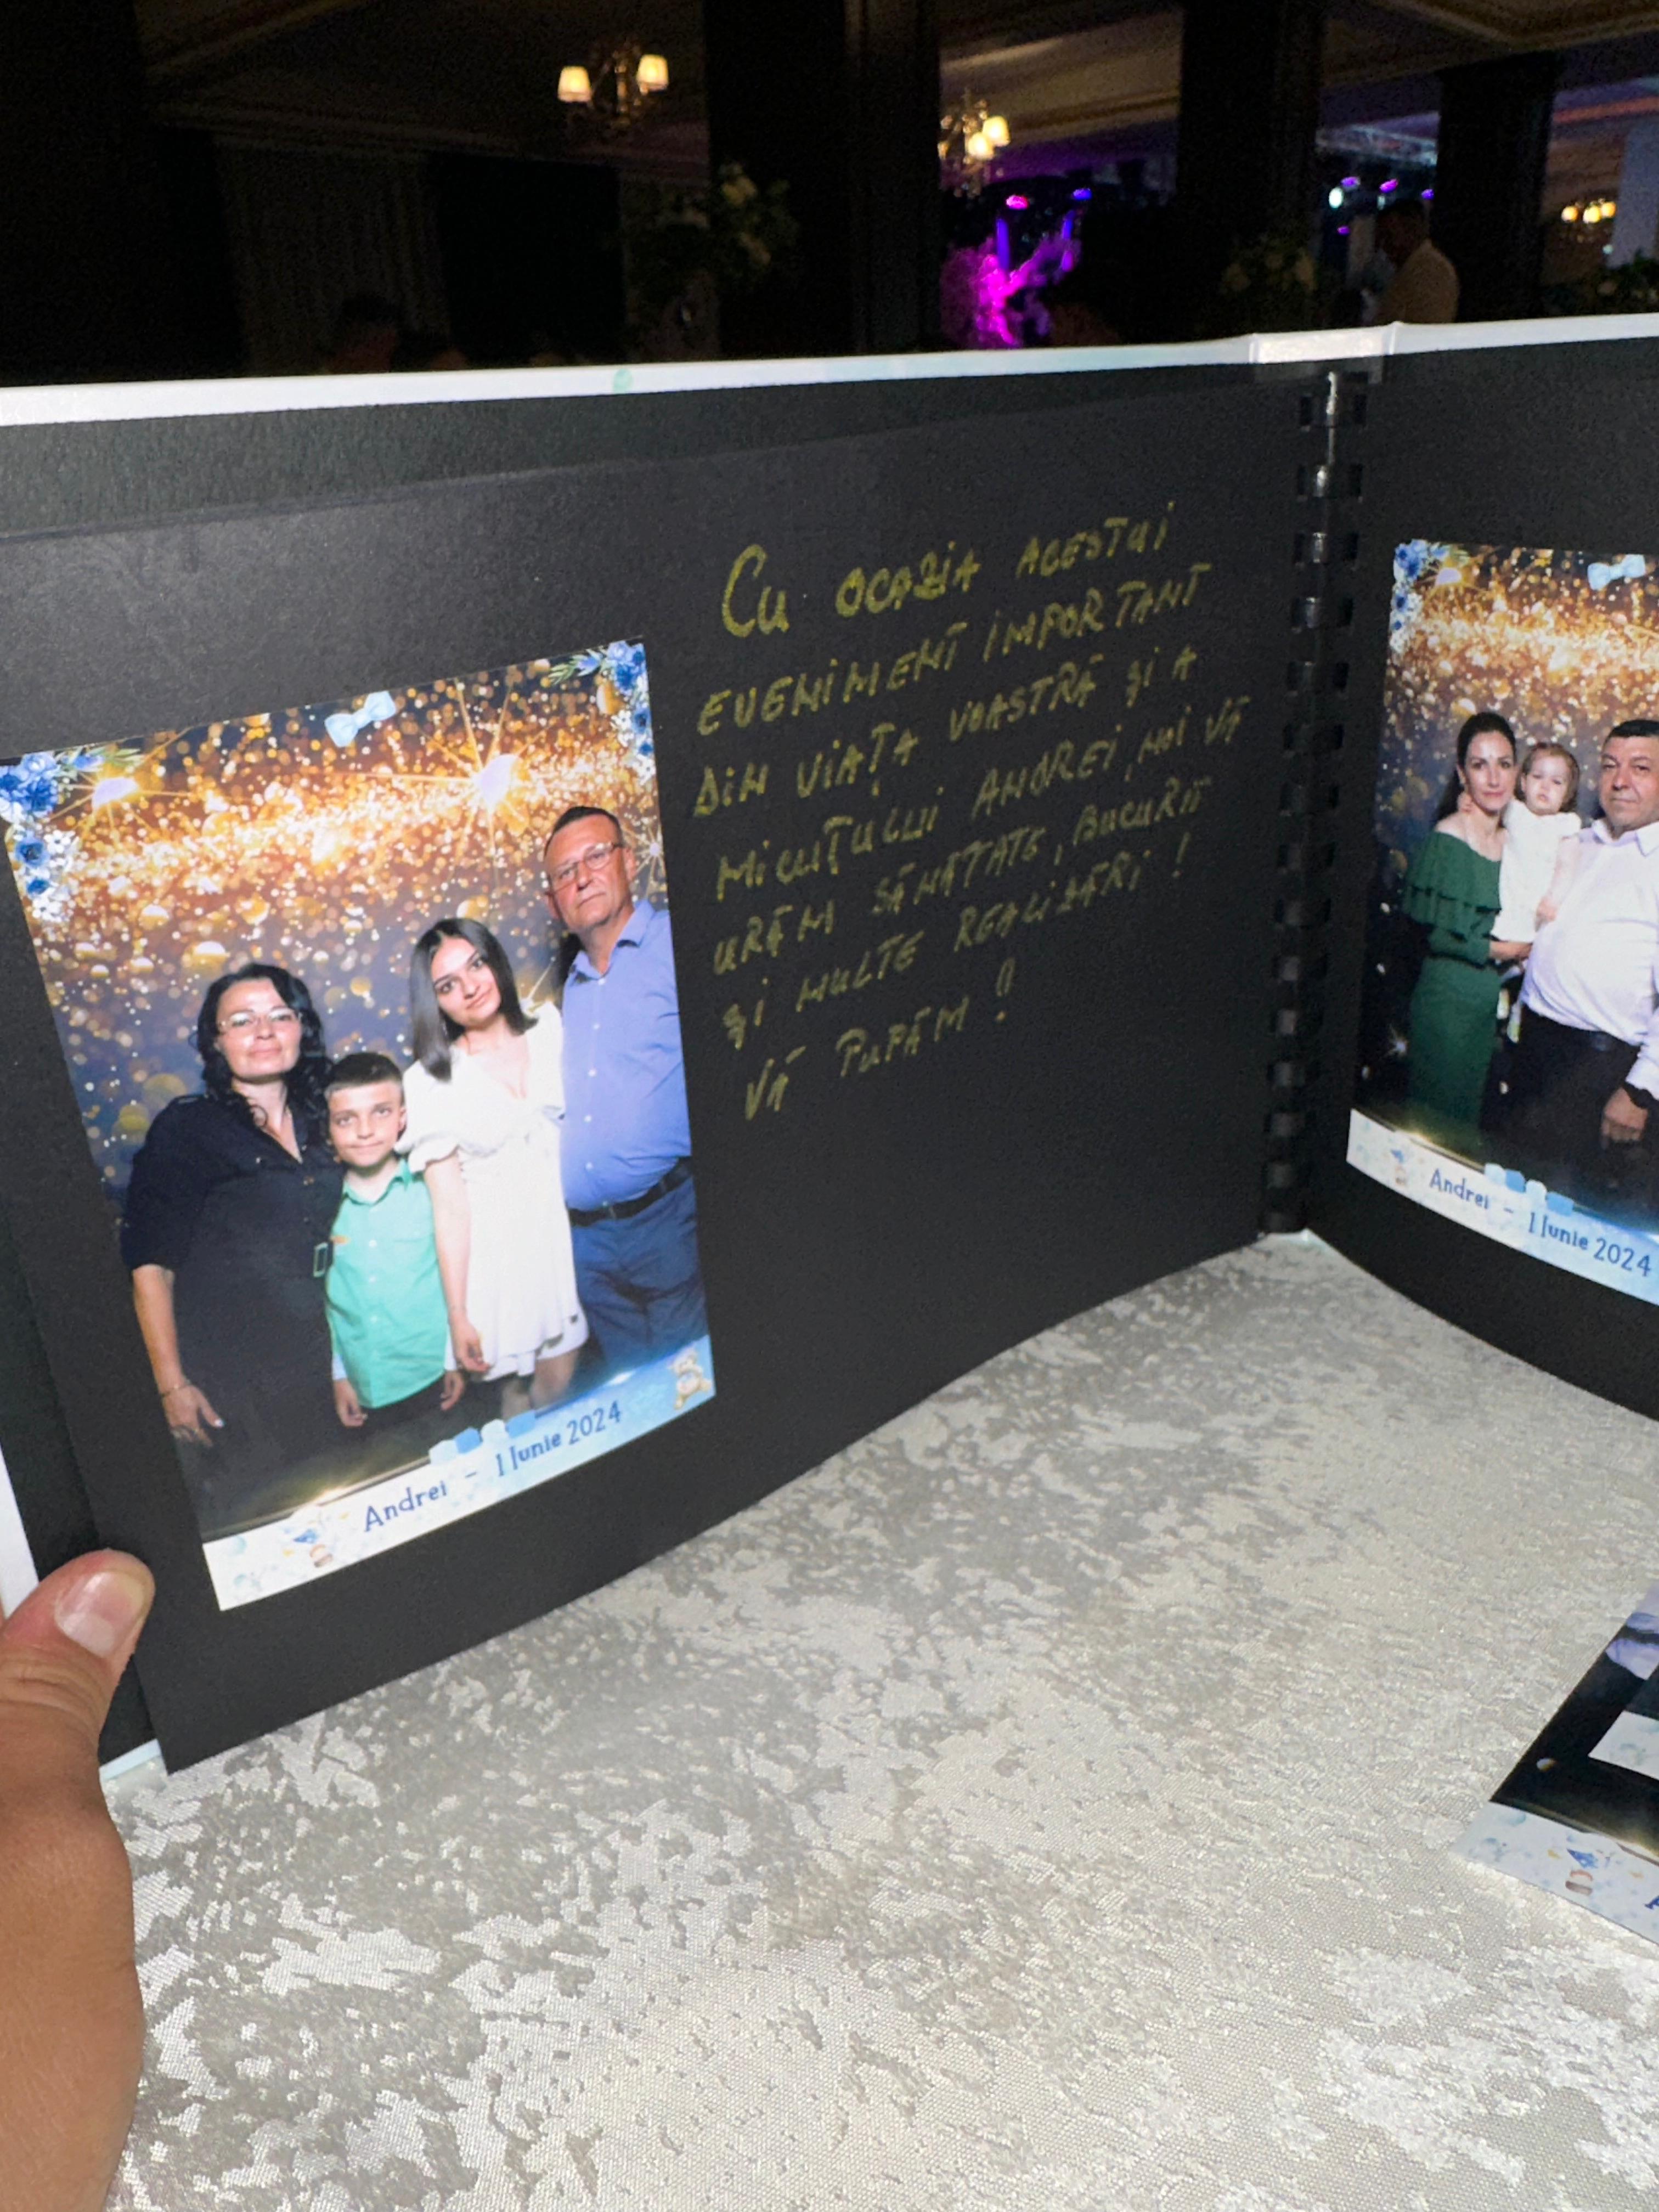 Cu OCAZIA ACESTUI
EVENIMENT IMPORTANT
DIN VIAȚA VOASTRĂ ȘI A
MICUȚULUI ANDREI, NOI VĂ
URĂM SĂNĂTATE, BUCURIE
ȘI MULTE REALIZĂRI!
VĂ PUPĂM!
Andrei - 1 Iunie 2024
Andrei - 1 Iunie 2024